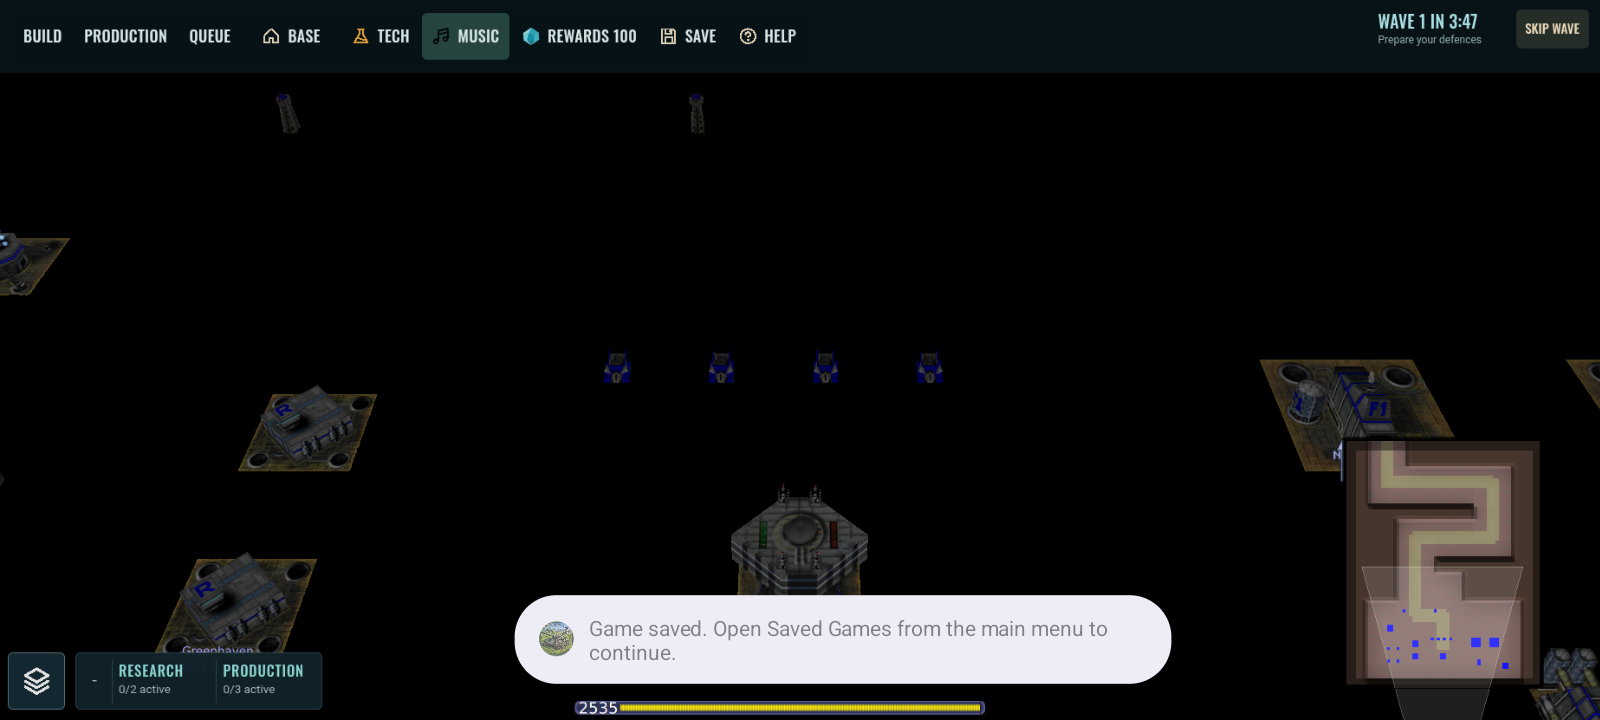 BUILD
PRODUCTION
QUEUE
BASE
TECH
MUSIC
REWARDS 100
SAVE
HELP
WAVE 1 IN 3:47
Prepare your defences
SKIP WAVE
R
F1
N
R
Greenhaven
Game saved. Open Saved Games from the main menu to
continue.
-
RESEARCH
0/2 active
PRODUCTION
0/3 active
2535